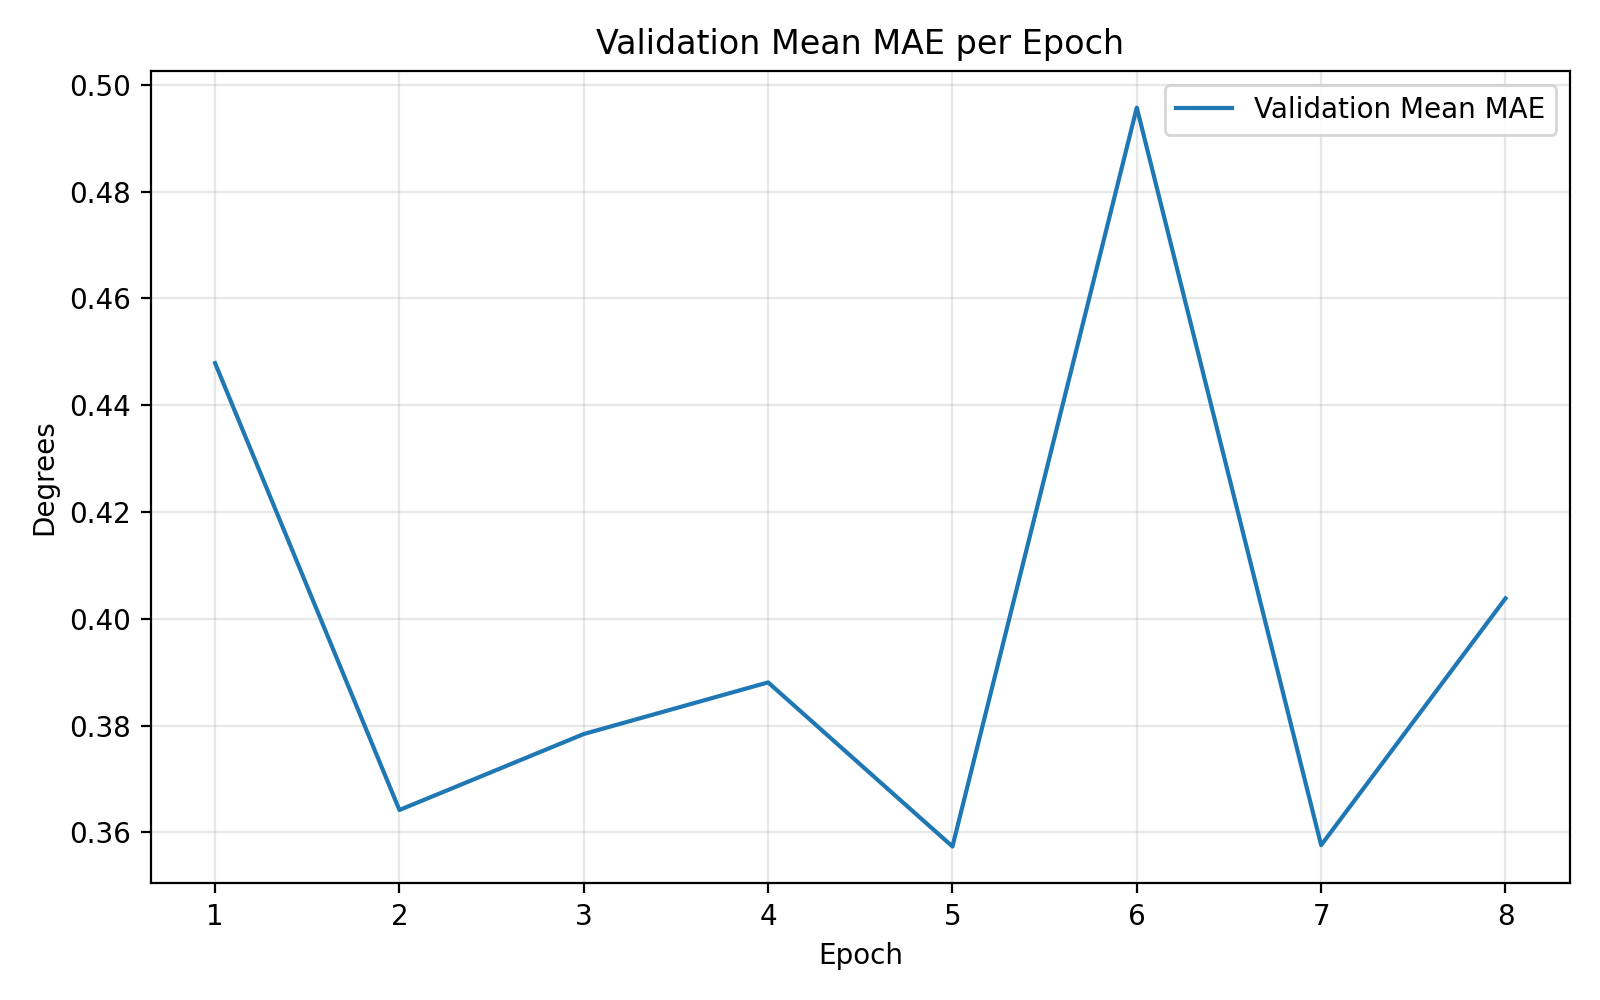 Validation Mean MAE per Epoch
Validation Mean MAE
0.50
0.48
0.46
0.44
0.42
0.40
0.38
0.36
Degrees
1 2 3 4 5 6 7 8
Epoch